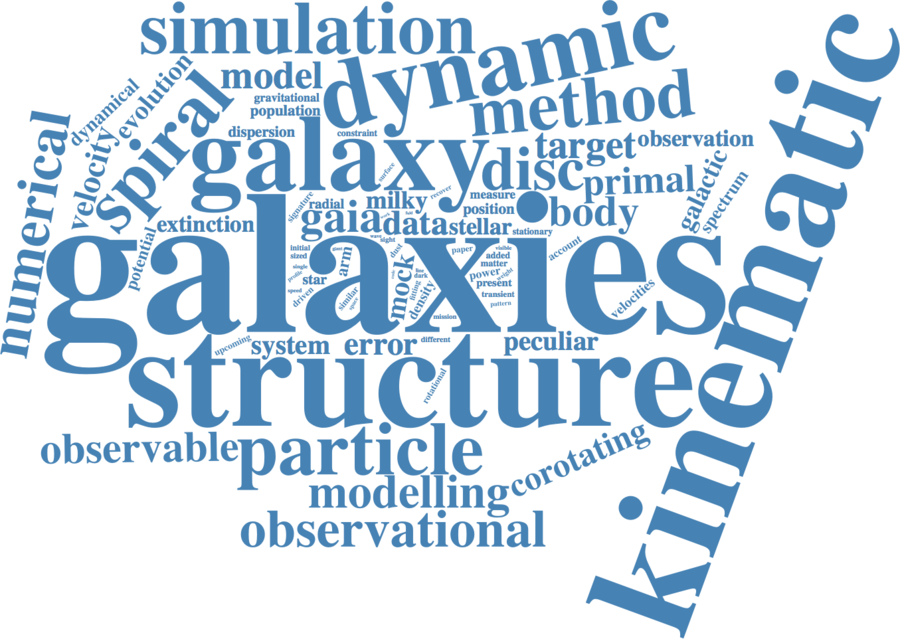 simulation
dynamic
kinematic
model
evolution
dynamical
spiral
gravitational
population
method
numerical
velocity
dispersion
constraint
galaxy
disc
target
observation
primal
galactic
spectrum
surface
recover
measure
signature
radial
milky
position
body
extinction
potential
gaia
data
stellar
stationary
galaxies
initial
sized
sight
paper
visible
added
matter
account
single
star
arm
dust
mock
dark
power
weight
present
speed
driven
similar
fitting
density
transient
pattern
velocities
mission
upcoming
system
error
different
peculiar
structure
rotational
observable
particle
corotating
modelling
observational